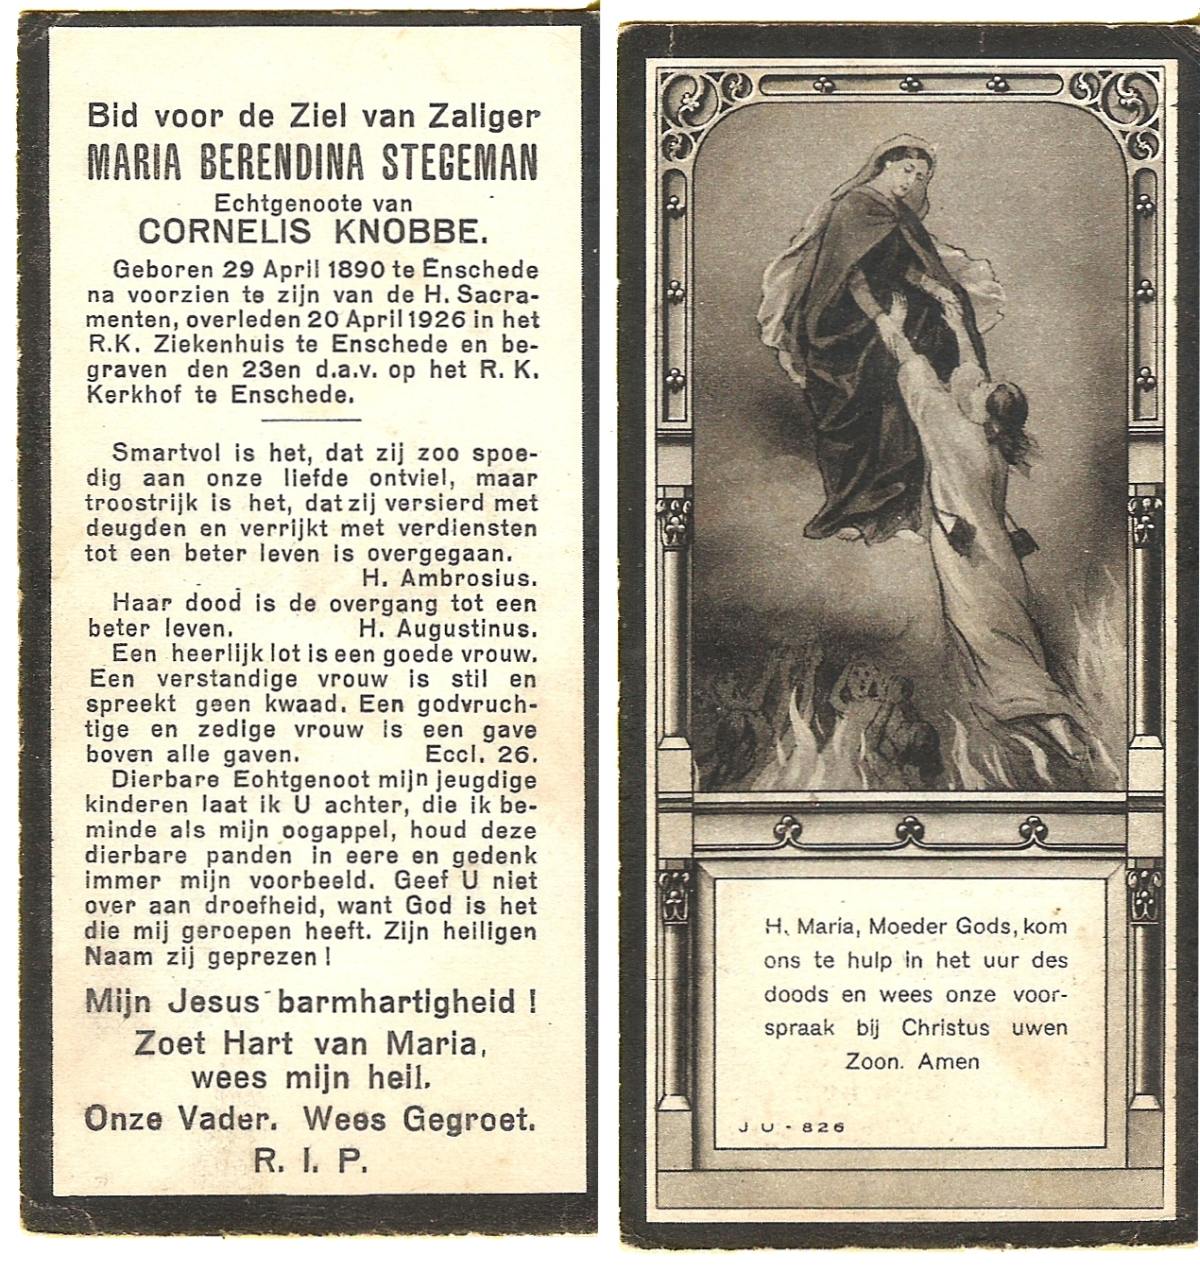 Bid voor de Ziel van Zaliger
MARIA BERENDINA STEGEMAN
Echtgenoote van
CORNELIS KNOBBE.
Geboren 29 April 1890 te Enschede
na voorzien te zijn van de H. Sacra-
menten, overleden 20 April 1926 in het
R.K. Ziekenhuis te Enschede en be-
graven den 23en d.a.v. op het R. K.
Kerkhof te Enschede.
Smartvol is het, dat zij zoo spoe-
dig aan onze liefde ontviel, maar
troostrijk is het, dat zij versierd met
deugden en verrijkt met verdiensten
tot een beter leven is overgegaan.
H. Ambrosius.
Haar dood is de overgang tot een
beter leven. H. Augustinus.
Een heerlijk lot is een goede vrouw.
Een verstandige vrouw is stil en
spreekt geen kwaad. Een godvruch-
tige en zedige vrouw is een gave
boven alle gaven. Eccl. 26.
Dierbare Eohtgenoot mijn jeugdige
kinderen laat ik U achter, die ik be-
minde als mijn oogappel, houd deze
dierbare panden in eere en gedenk
immer mijn voorbeeld. Geef U niet
over aan droefheid, want God is het
die mij geroepen heeft. Zijn heiligen
Naam zij geprezen!
Mijn Jesus barmhartigheid!
Zoet Hart van Maria,
wees mijn heil.
Onze Vader. Wees Gegroet.
R. I. P.
H. Maria, Moeder Gods, kom
ons te hulp in het uur des
doods en wees onze voor-
spraak bij Christus uwen
Zoon. Amen
JU - 826